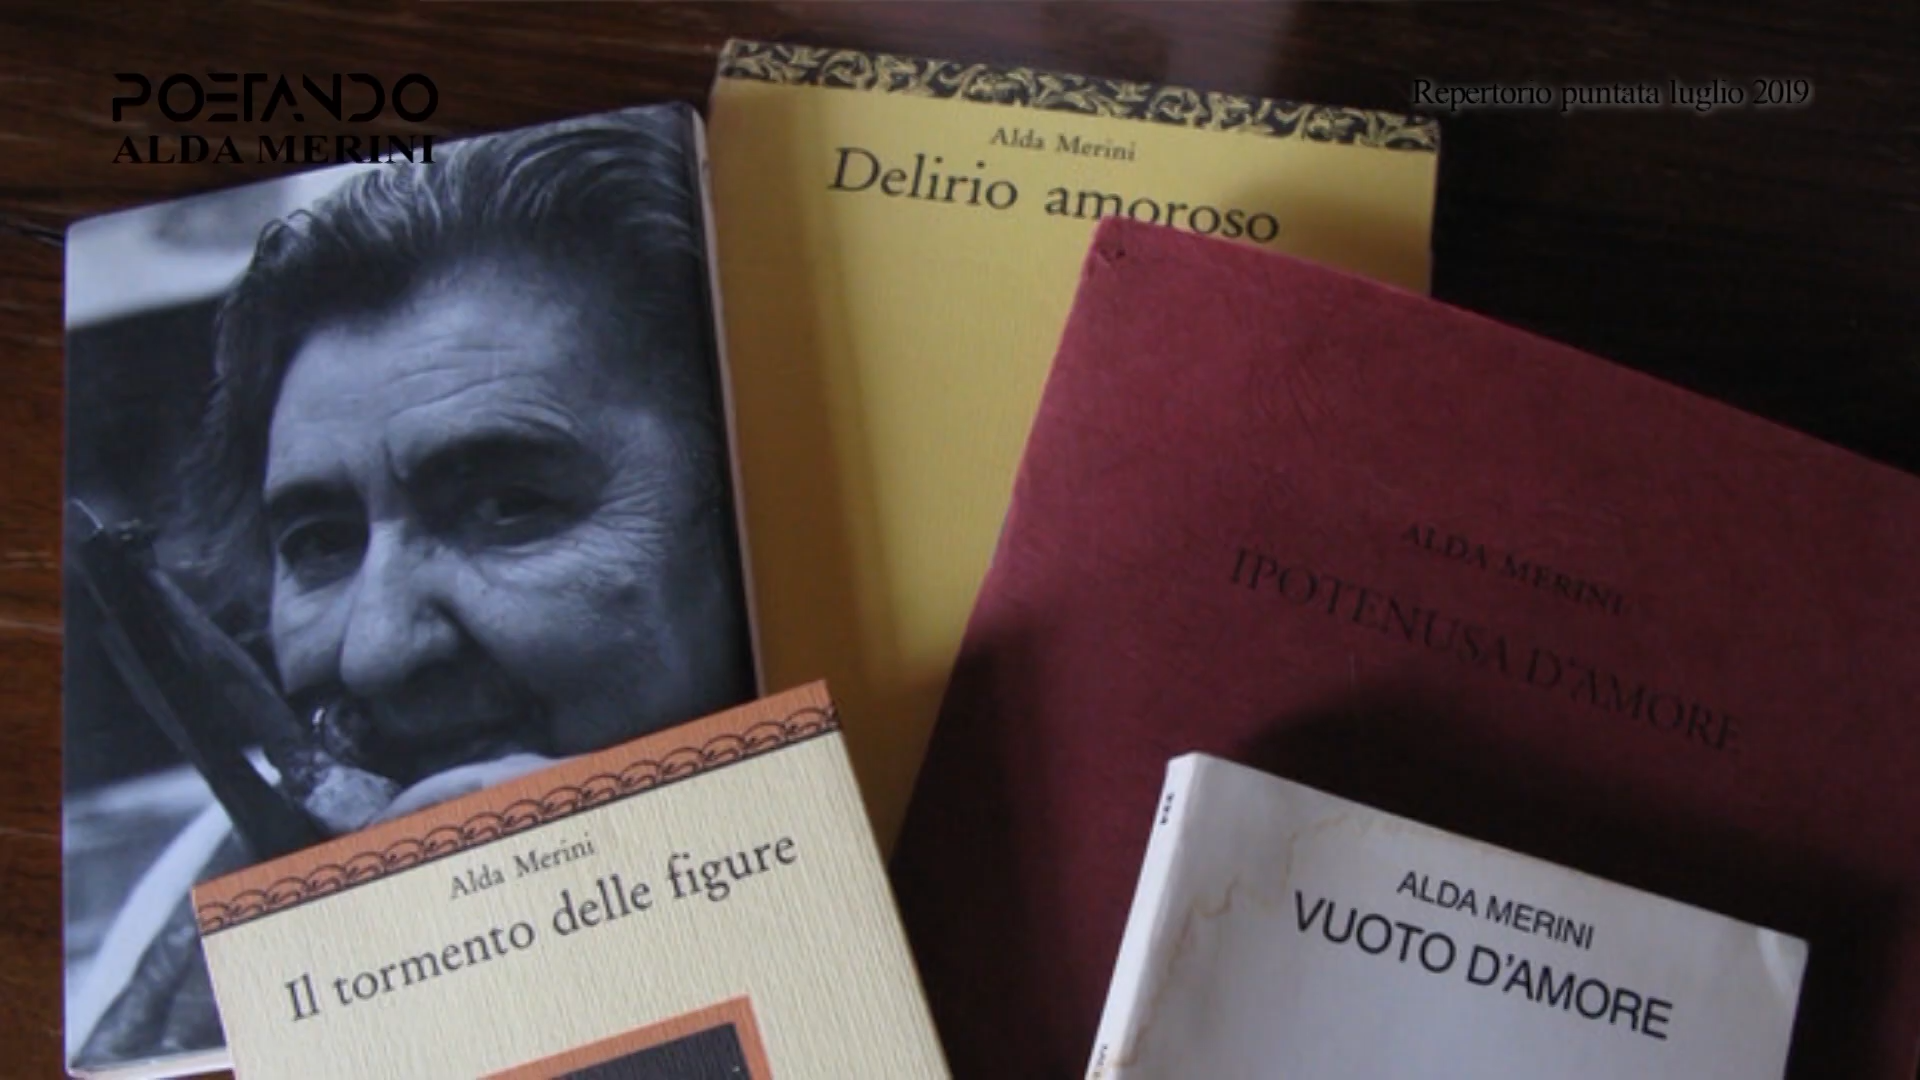 POETANDO
ALDA MERINI
Repertorio puntata luglio 2019
Alda Merini
Delirio amoroso
ALDA MERINI
IPOTENUSA D'AMORE
Alda Merini
Il tormento delle figure
ALDA MERINI
VUOTO D'AMORE